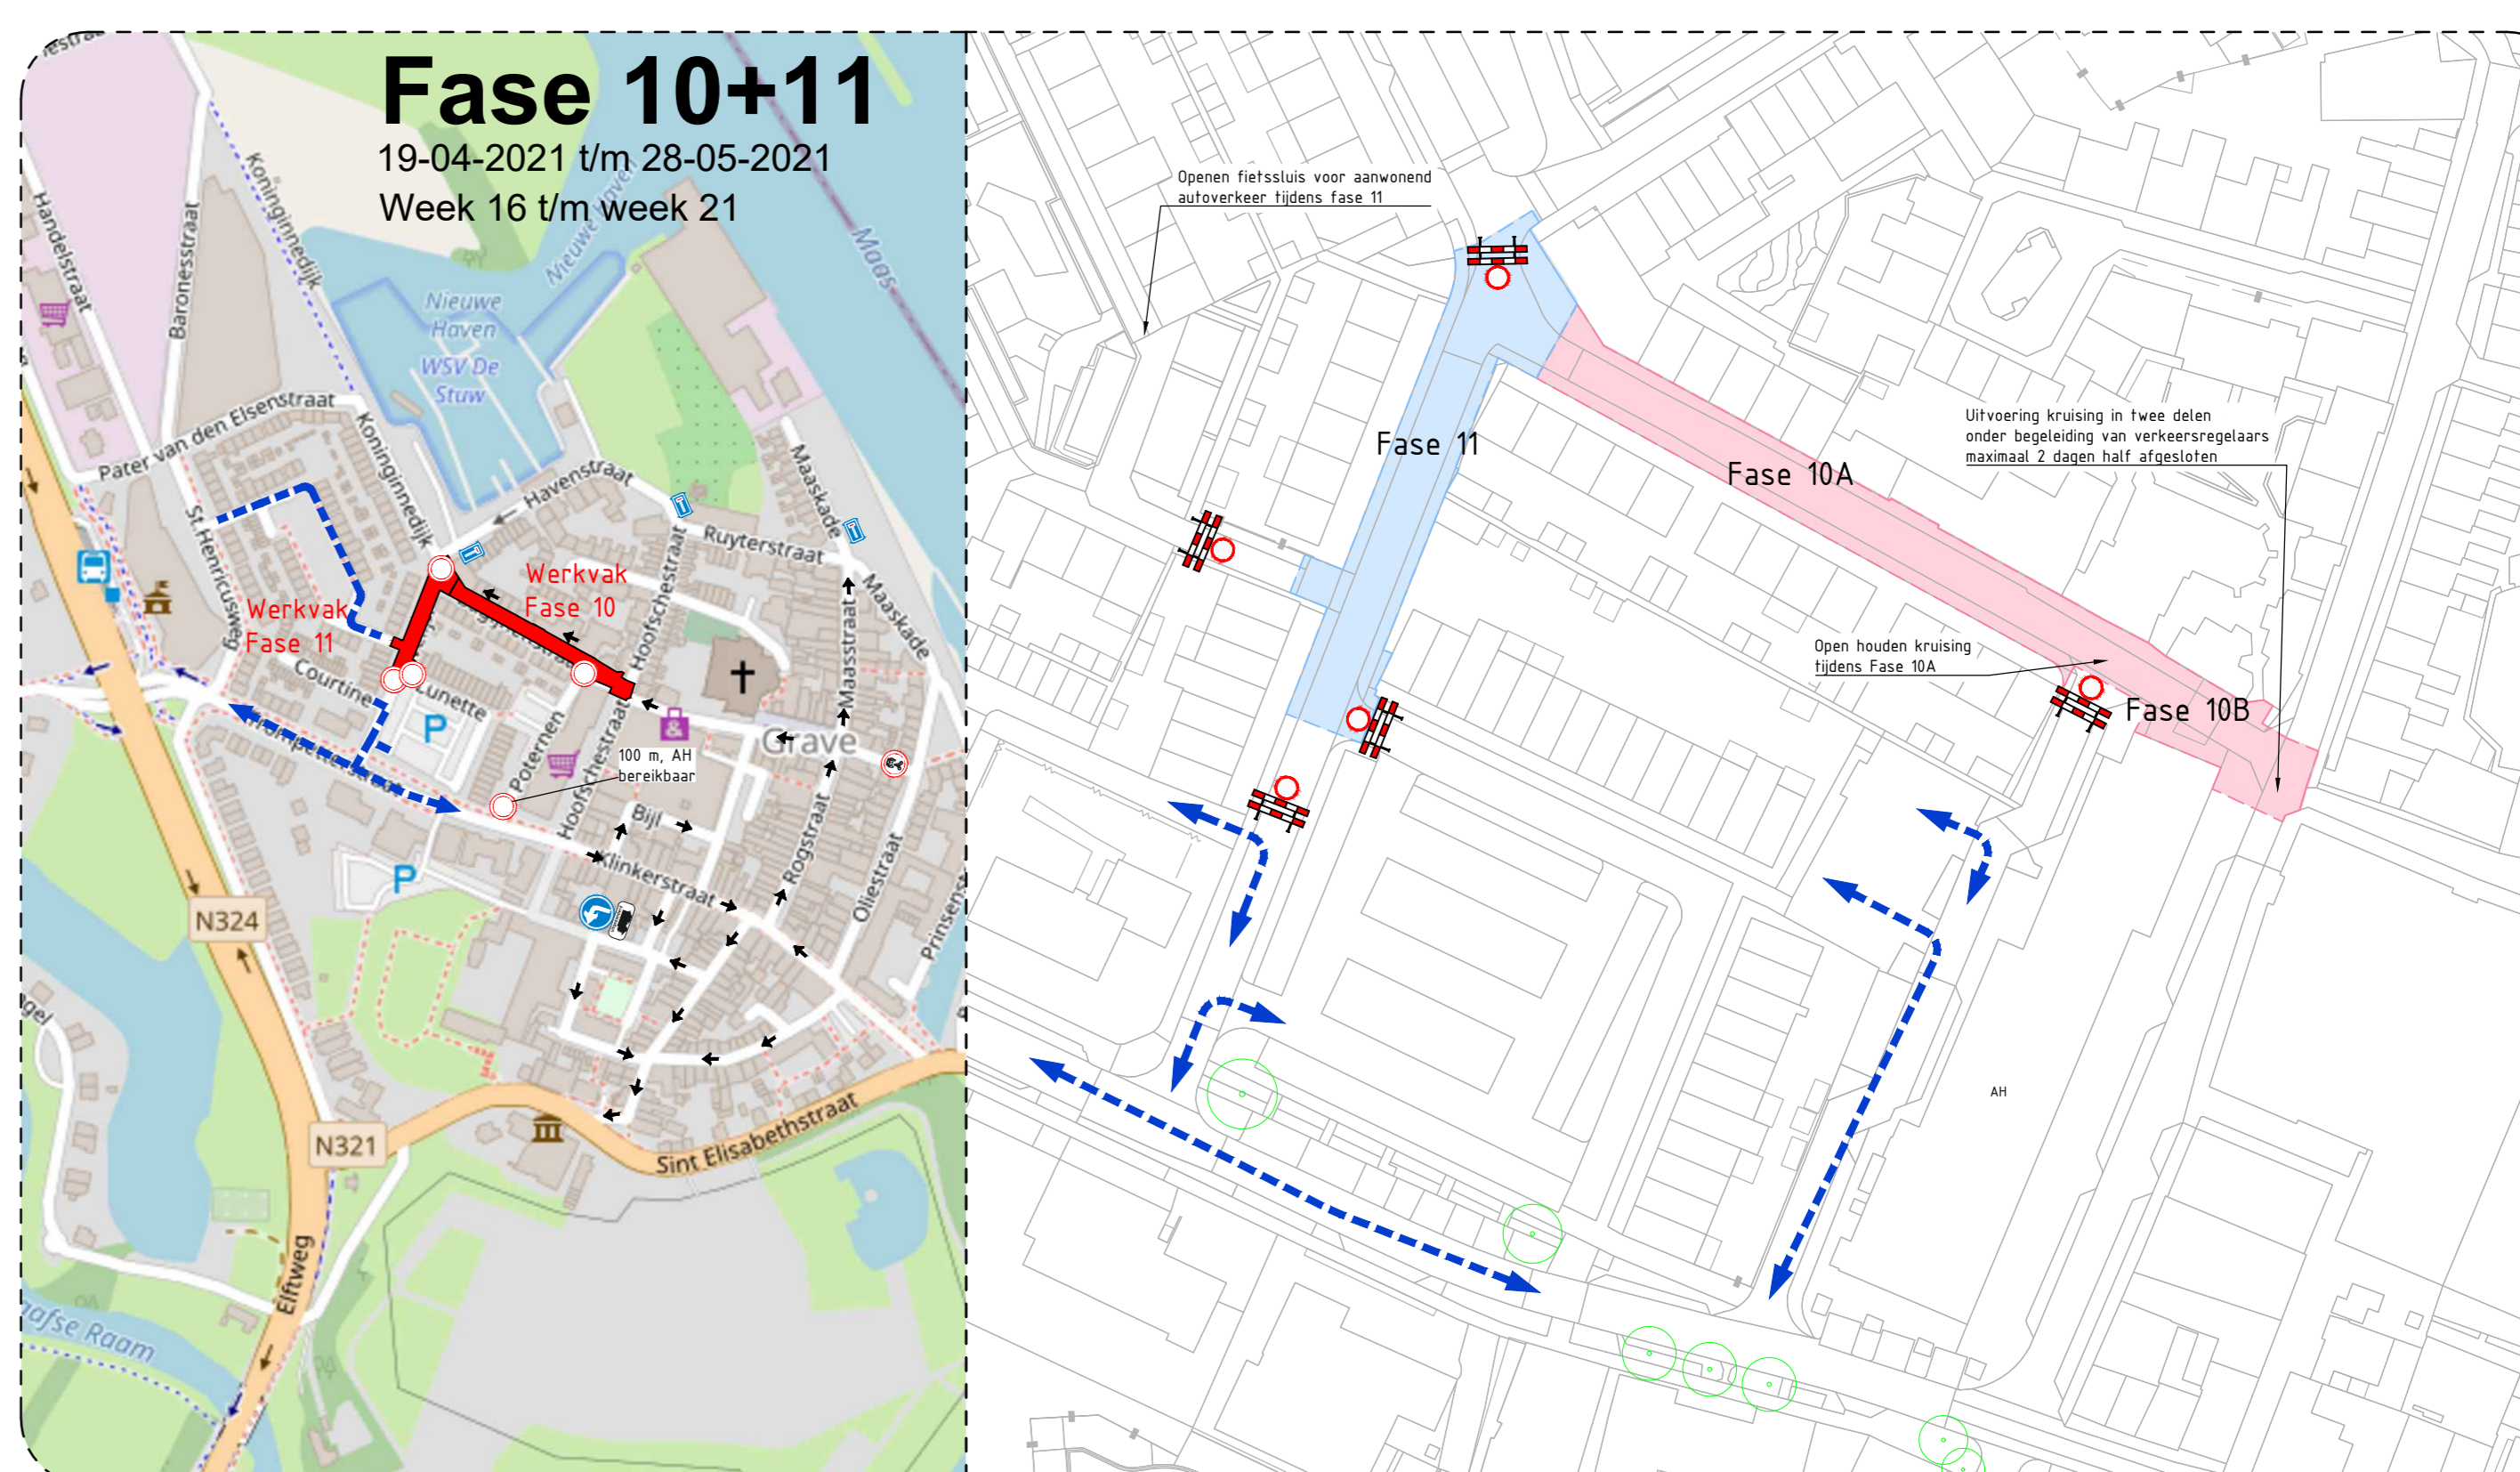 Fase 10+11
19-04-2021 t/m 28-05-2021
Week 16 t/m week 21
Handelstraat
Baronesstraat
Koninginnedijk
Nieuwe Haven
Maas
Nieuwe
Haven
WSV De
Stuw
Pater van den Elsenstraat
Koninginnedijk
Havenstraat
Maaskade
Ruyterstraat
St. Henricusweg
Werkvak
Fase 10
Werkvak
Fase 11
Hoofschestraat
Maasstraat
Maaskade
Courtine
Lunette
P
Trompetterstraat
Poternen
Hoofschestraat
Grave
100 m, AH
bereikbaar
Bijl
Klinkerstraat
Rogstraat
Oliestraat
P
N324
N321
Sint Elisabethstraat
Elftweg
Openen fietssluis voor aanwonend
autoverkeer tijdens fase 11
Fase 11
Fase 10A
Uitvoering kruising in twee delen
onder begeleiding van verkeersregelaars
maximaal 2 dagen half afgesloten
Open houden kruising
tijdens Fase 10A
Fase 10B
AH